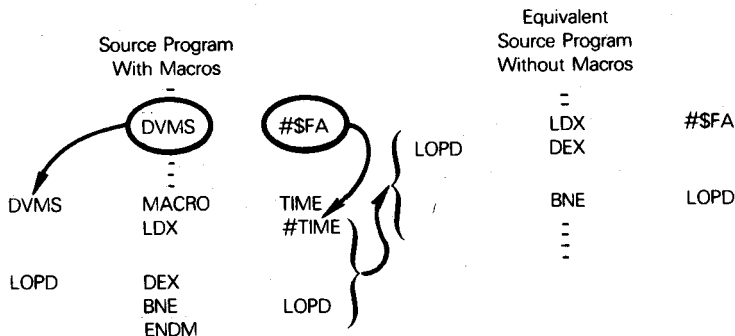 Source Program
With Macros
DVMS #$FA
DVMS MACRO TIME
LDX #TIME
LOPD DEX
BNE LOPD
ENDM
Equivalent
Source Program
Without Macros
LDX #$FA
LOPD DEX
BNE LOPD